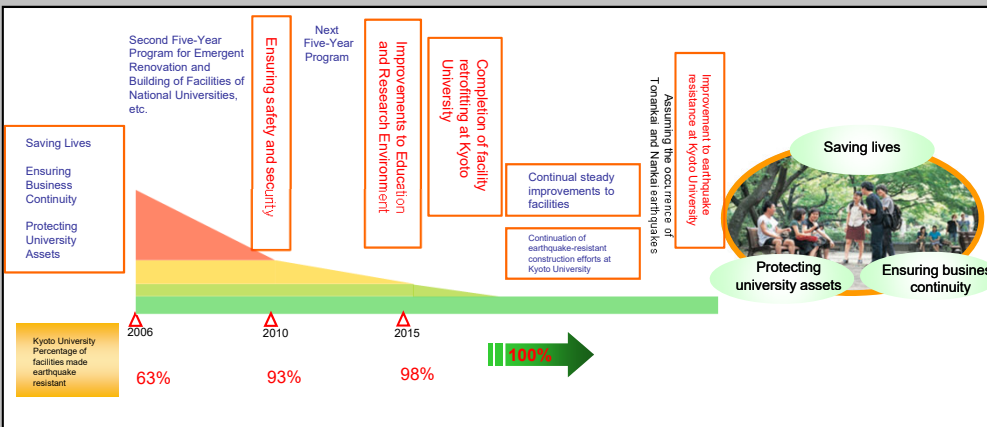 Saving Lives
Ensuring
Business
Continuity
Protecting
University
Assets
Second Five-Year
Program for Emergent
Renovation and
Building of Facilities of
National Universities,
etc.
Ensuring safety and security
Next
Five-Year
Program
Improvements to Education
and Research Environment
Completion of facility
retrofitting at Kyoto
University
Continual steady
improvements to
facilities
Continuation of
earthquake-resistant
construction efforts at
Kyoto University
Assuming the occurrence of
Tonankai and Nankai earthquakes
Improvement to earthquake
resistance at Kyoto University
Saving lives
Protecting
university assets
Ensuring busines
continuity
2006
2010
2015
Kyoto University
Percentage of
facilities made
earthquake
resistant
63%
93%
98%
100%